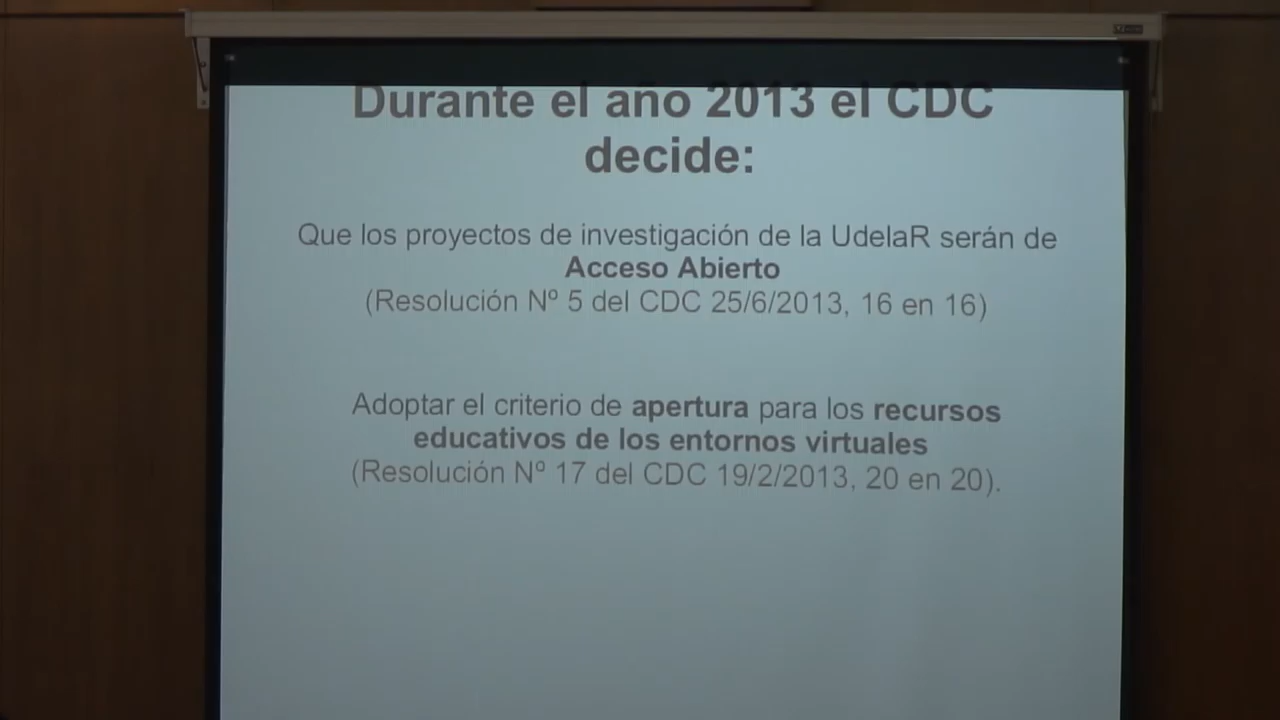 Durante el año 2013 el CDC
decide:
Que los proyectos de investigación de la UdelaR serán de
Acceso Abierto
(Resolución Nº 5 del CDC 25/6/2013, 16 en 16)
Adoptar el criterio de apertura para los recursos
educativos de los entornos virtuales
(Resolución Nº 17 del CDC 19/2/2013, 20 en 20).